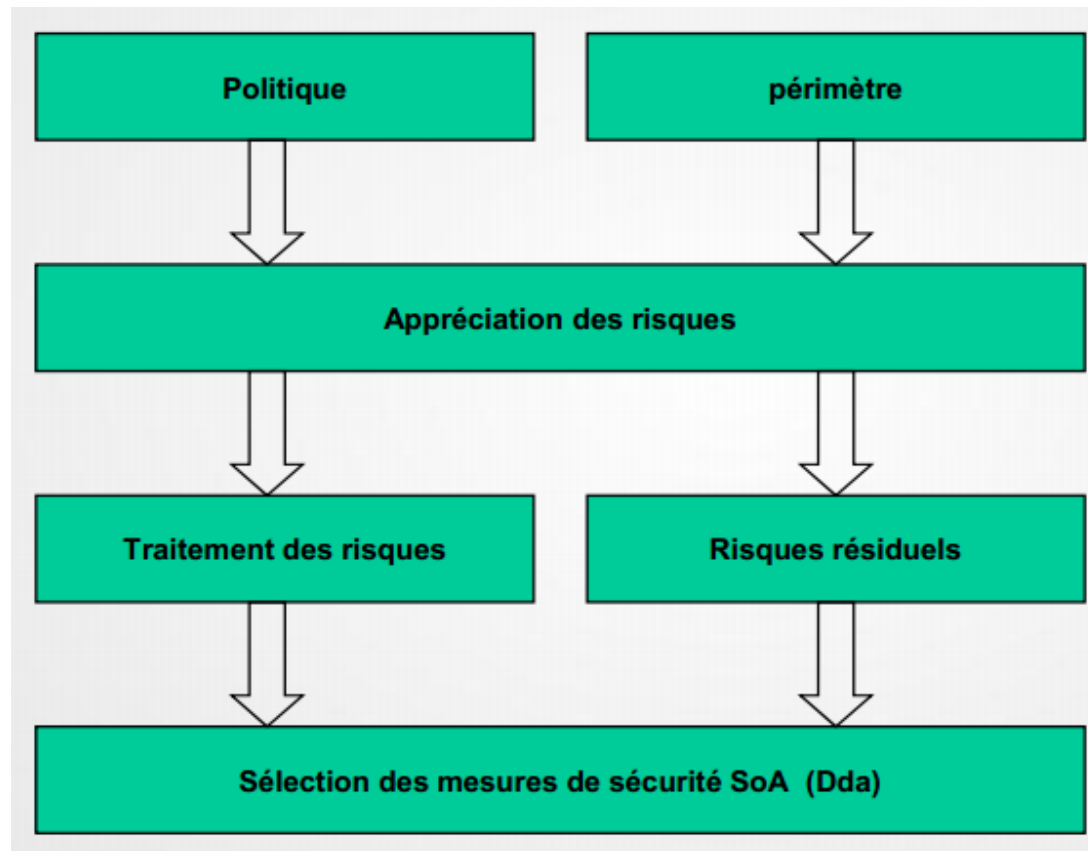 Politique
périmètre
Appréciation des risques
Traitement des risques
Risques résiduels
Sélection des mesures de sécurité SoA (Dda)